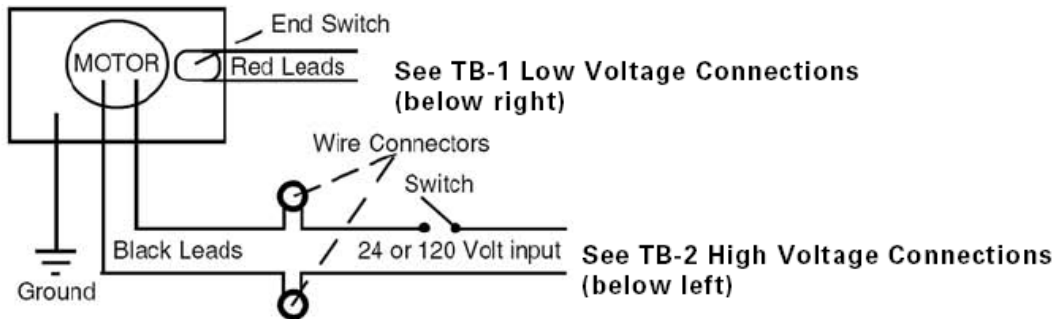 End Switch
MOTOR
Red Leads
See TB-1 Low Voltage Connections
(below right)
Wire Connectors
Switch
Black Leads
24 or 120 Volt input
See TB-2 High Voltage Connections
(below left)
Ground